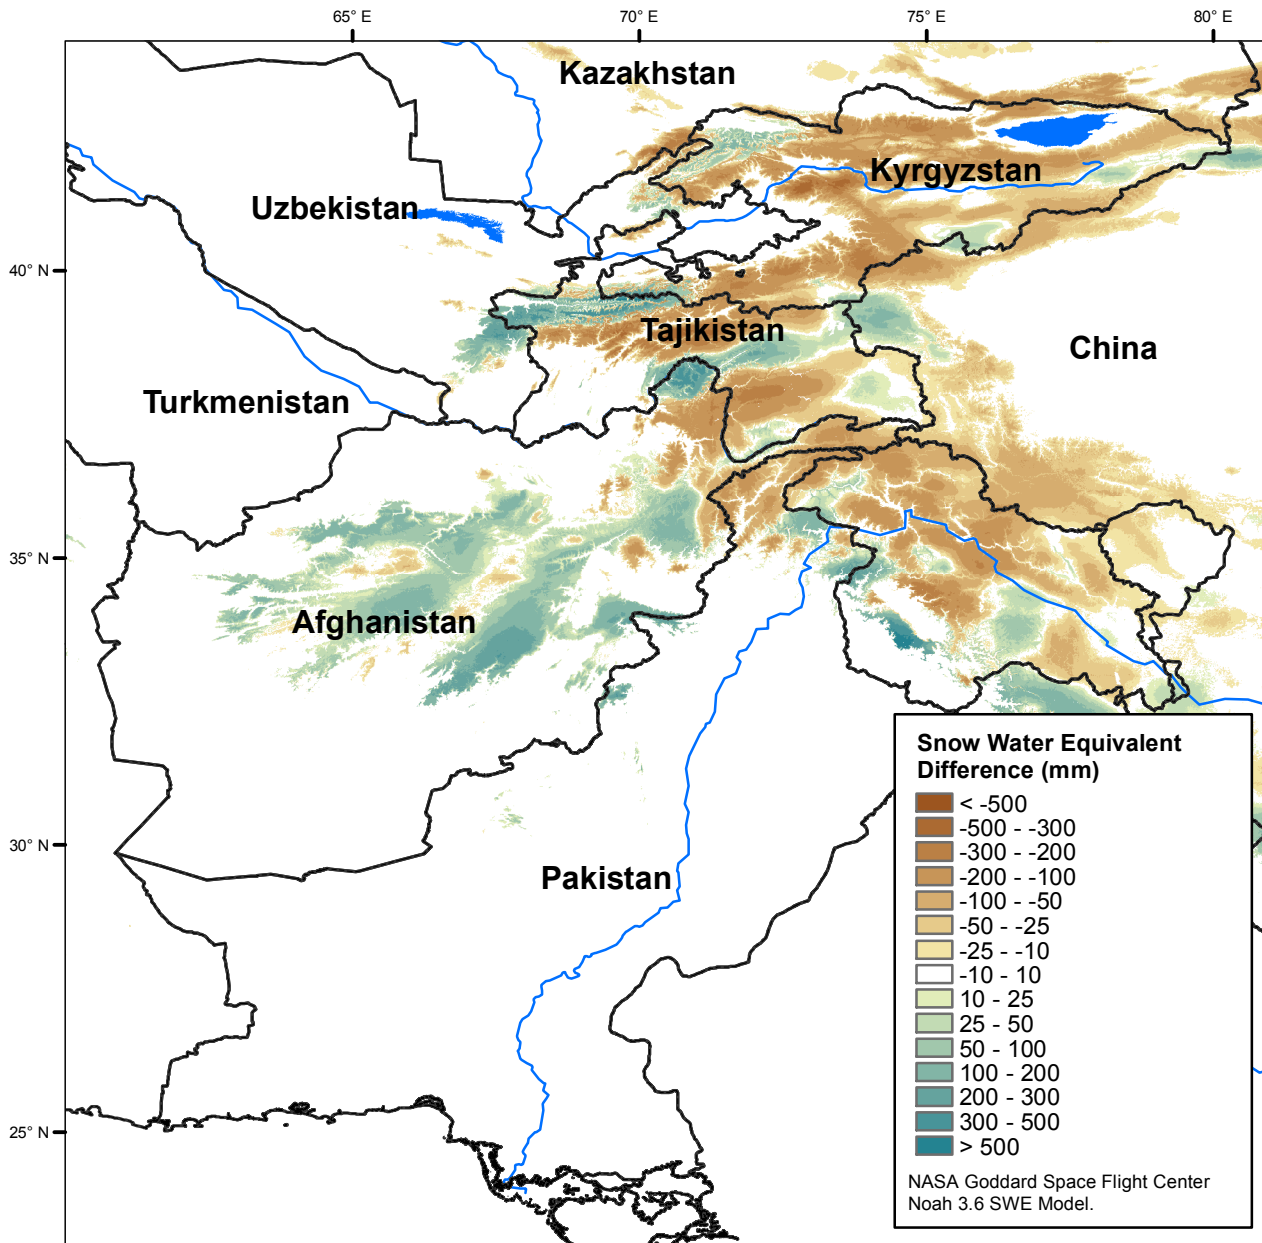 65° E 70° E 75° E 80° E
Kazakhstan
Kyrgyzstan
Uzbekistan
40° N
Tajikistan
China
Turkmenistan
35° N
Afghanistan
Snow Water Equivalent
Difference (mm)
< -500
-500 - -300
-300 - -200
-200 - -100
-100 - -50
-50 - -25
-25 - -10
-10 - 10
10 - 25
25 - 50
50 - 100
100 - 200
200 - 300
300 - 500
> 500
NASA Goddard Space Flight Center
Noah 3.6 SWE Model.
30° N
Pakistan
25° N